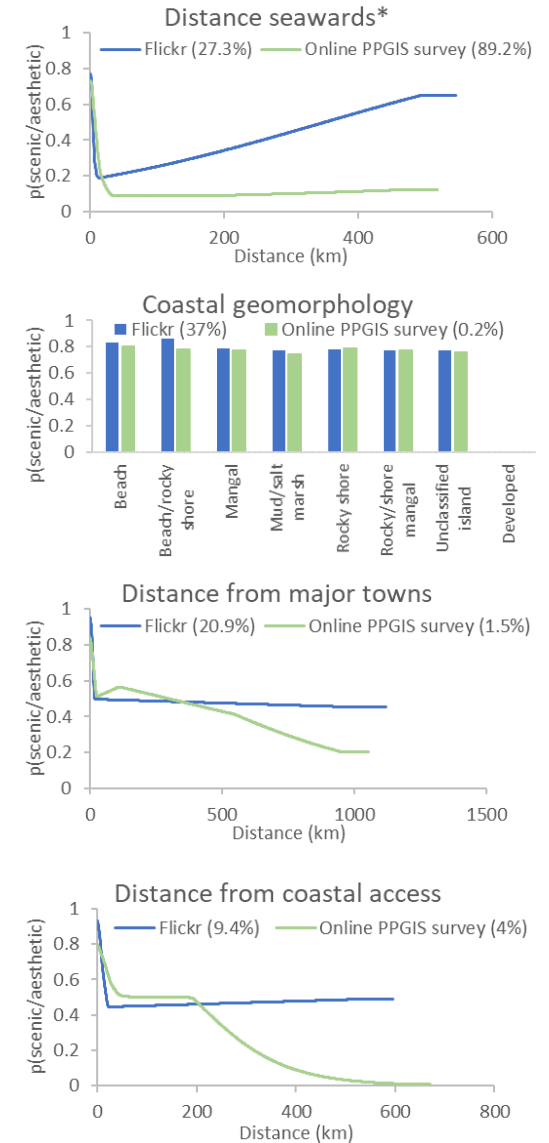 Distance seawards*
Flickr (27.3%) Online PPGIS survey (89.2%)
p(scenic/aesthetic)
1
0.8
0.6
0.4
0.2
0
0 200 400 600
Distance (km)
Coastal geomorphology
Flickr (37%) Online PPGIS survey (0.2%)
p(scenic/aesthetic)
1
0.8
0.6
0.4
0.2
0
Beach
Beach/rocky
shore
Mangal
Mud/salt
marsh
Rocky shore
Rocky/shore
mangal
Unclassified
island
Developed
Distance from major towns
Flickr (20.9%) Online PPGIS survey (1.5%)
p(scenic/aesthetic)
1
0.8
0.6
0.4
0.2
0
0 500 1000 1500
Distance (km)
Distance from coastal access
Flickr (9.4%) Online PPGIS survey (4%)
p(scenic/aesthetic)
1
0.8
0.6
0.4
0.2
0
0 200 400 600 800
Distance (km)